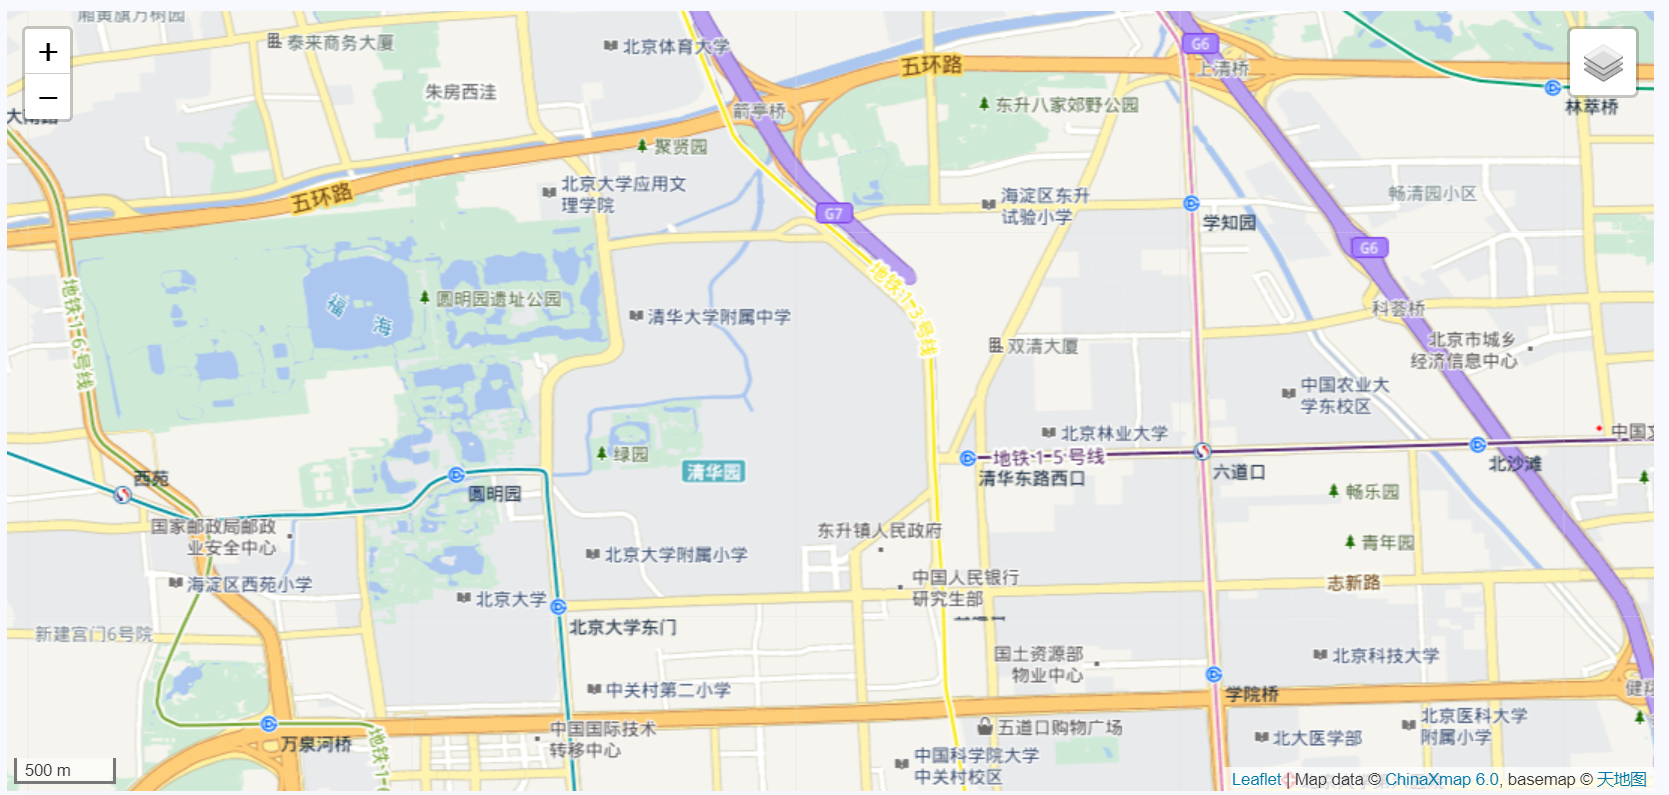 厢黄旗万树园
泰来商务大厦
北京体育大学
朱房西洼
五环路
G6
上清桥
林萃桥
箭亭桥
东升八家郊野公园
聚贤园
五环路
北京大学应用文
理学院
G7
海淀区东升
试验小学
畅清园小区
学知园
G6
地铁16号线
福海
圆明园遗址公园
地铁13号线
清华大学附属中学
双清大厦
科荟桥
北京市城乡
经济信息中心
中国农业大
学东校区
绿园
清华园
北京林业大学
地铁15号线
清华东路西口
六道口
北沙滩
西苑
圆明园
畅乐园
国家邮政局邮政
业安全中心
东升镇人民政府
青年园
海淀区西苑小学
北京大学附属小学
北京大学
中国人民银行
研究生部
志新路
新建宫门6号院
北京大学东门
国土资源部
物业中心
北京科技大学
中关村第二小学
学院桥
万泉河桥
中国国际技术
转移中心
五道口购物广场
北大医学部
北京医科大学
附属小学
中国科学院大学
中关村校区
+
−
500 m
Leaflet | Map data © ChinaXmap 6.0, basemap © 天地图